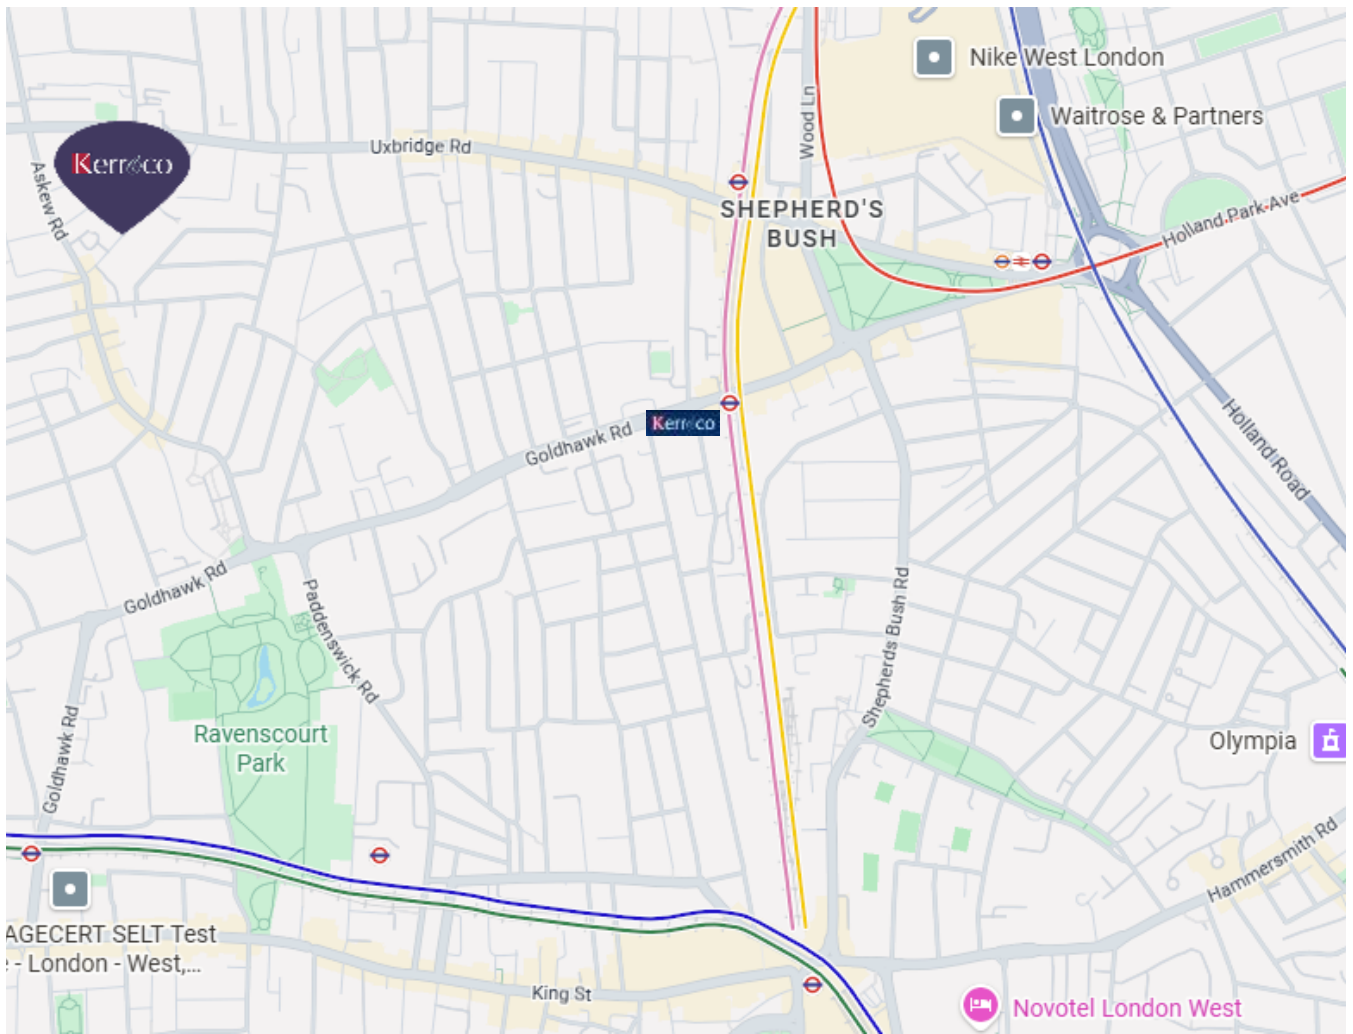 Nike West London
Waitrose & Partners
Wood Ln
Uxbridge Rd
Kerr&co
Askew Rd
SHEPHERD'S
BUSH
Holland Park Ave
Holland Road
Kerr&co
Goldhawk Rd
Goldhawk Rd
Paddenswick Rd
Shepherds Bush Rd
Goldhawk Rd
Ravenscourt
Park
Olympia
Hammersmith Rd
AGECERT SELT Test
- London - West,...
King St
Novotel London West